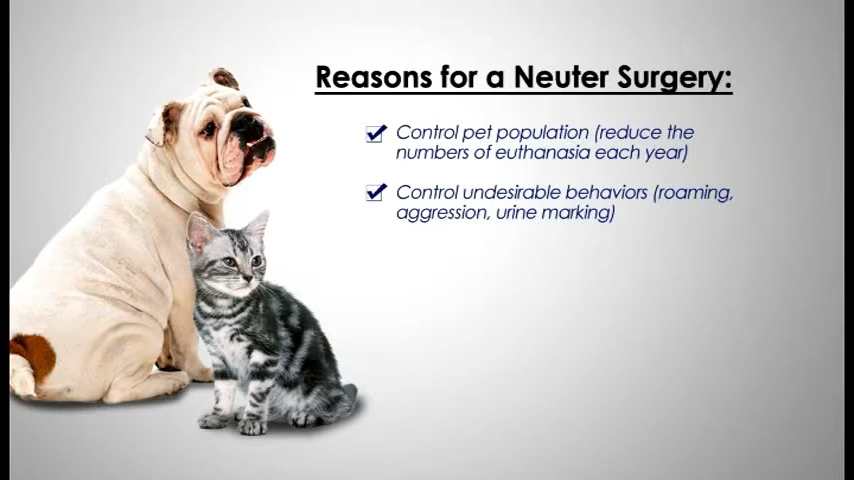 Reasons for a Neuter Surgery:
Control pet population (reduce the
numbers of euthanasia each year)
Control undesirable behaviors (roaming,
aggression, urine marking)